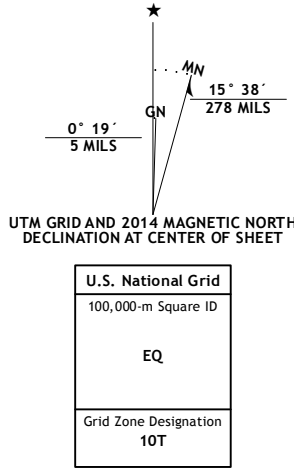 ★
MN
15° 38´
278 MILS
GN
0° 19´
5 MILS
UTM GRID AND 2014 MAGNETIC NORTH
DECLINATION AT CENTER OF SHEET
U.S. National Grid
100,000-m Square ID
EQ
Grid Zone Designation
10T